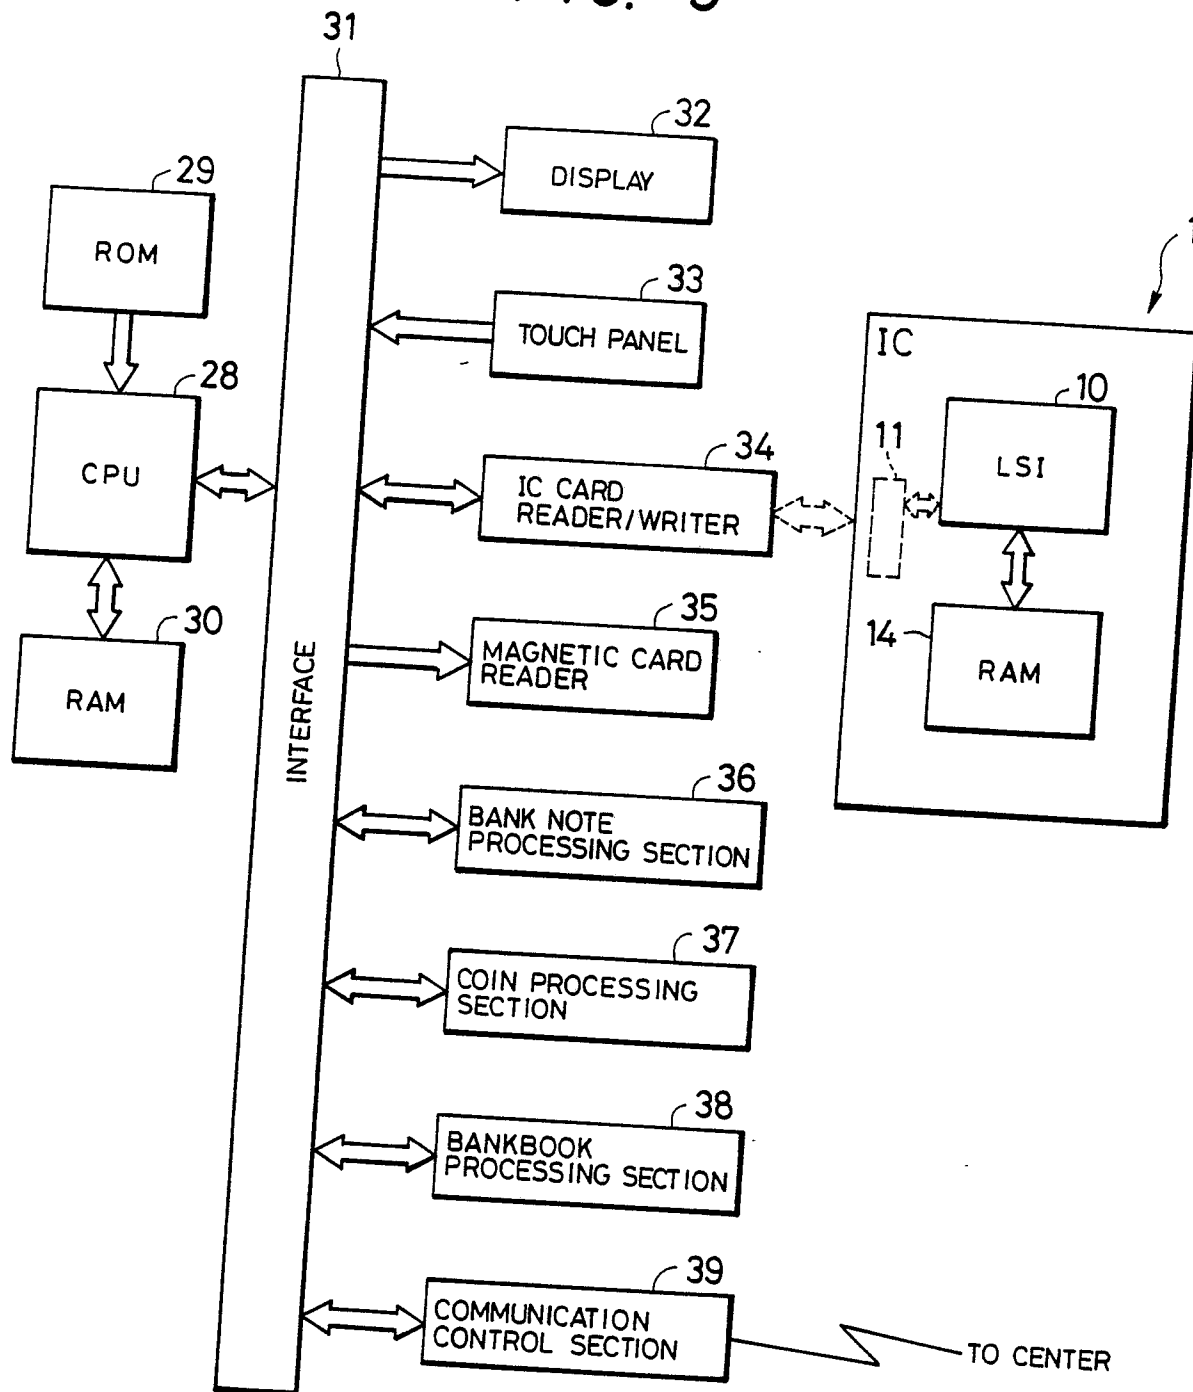 31
32
DISPLAY
29
ROM
33
TOUCH PANEL
IC
28
CPU
10
LSI
11
34
IC CARD
READER/WRITER
14
RAM
30
RAM
35
MAGNETIC CARD
READER
INTERFACE
36
BANK NOTE
PROCESSING SECTION
37
COIN PROCESSING
SECTION
38
BANKBOOK
PROCESSING SECTION
39
COMMUNICATION
CONTROL SECTION
TO CENTER